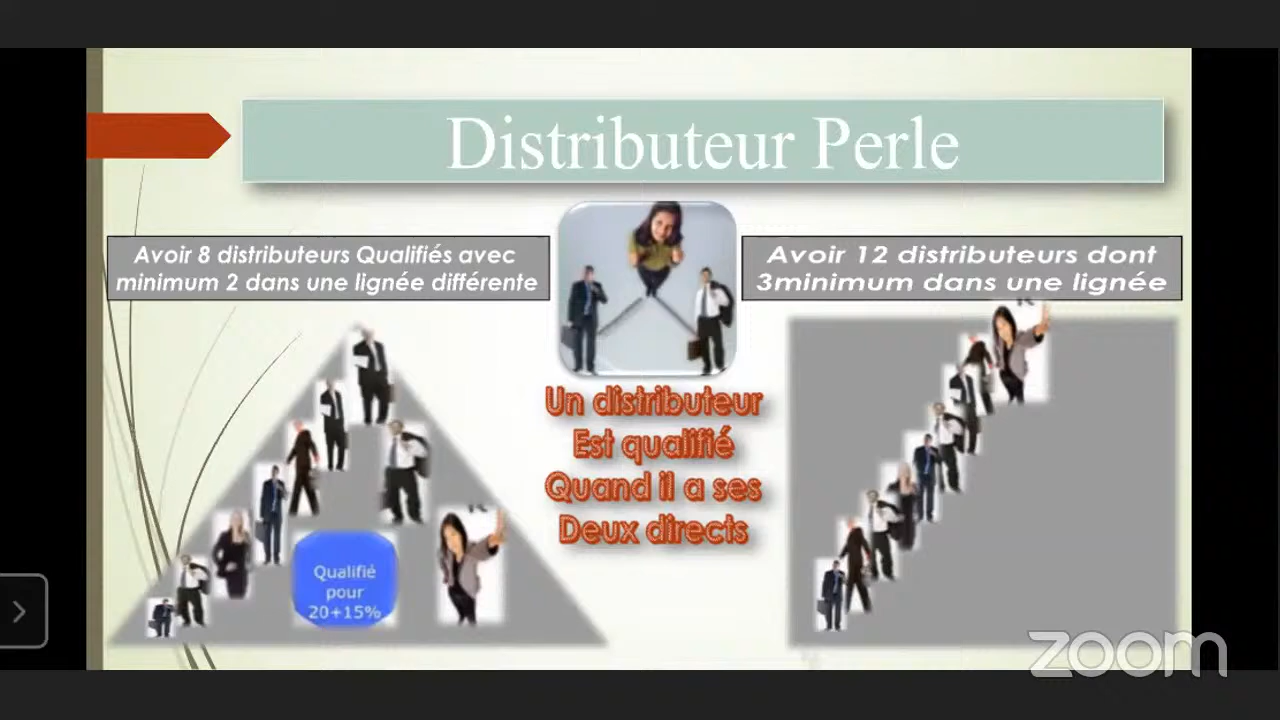 Distributeur Perle
Avoir 8 distributeurs Qualifiés avec
minimum 2 dans une lignée différente
Avoir 12 distributeurs dont
3minimum dans une lignée
Un distributeur
Est qualifié
Quand il a ses
Deux directs
Qualifié
pour
20+15%
zoom